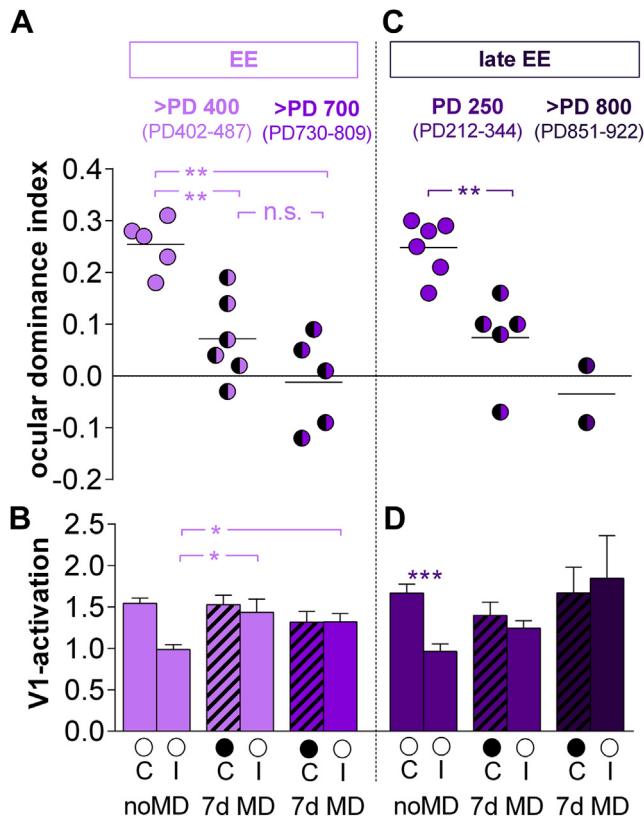 A
C
EE
late EE
>PD 400
>PD 700
PD 250
>PD 800
(PD402-487)
(PD730-809)
(PD212-344)
(PD851-922)
ocular dominance index
0.4
0.3
0.2
0.1
0.0
-0.1
-0.2
**
**
n.s.
**
B
D
V1-activation
2.5
2.0
1.5
1.0
0.5
0.0
*
*
***
C I C I C I C I C I C I
noMD 7d MD 7d MD noMD 7d MD 7d MD